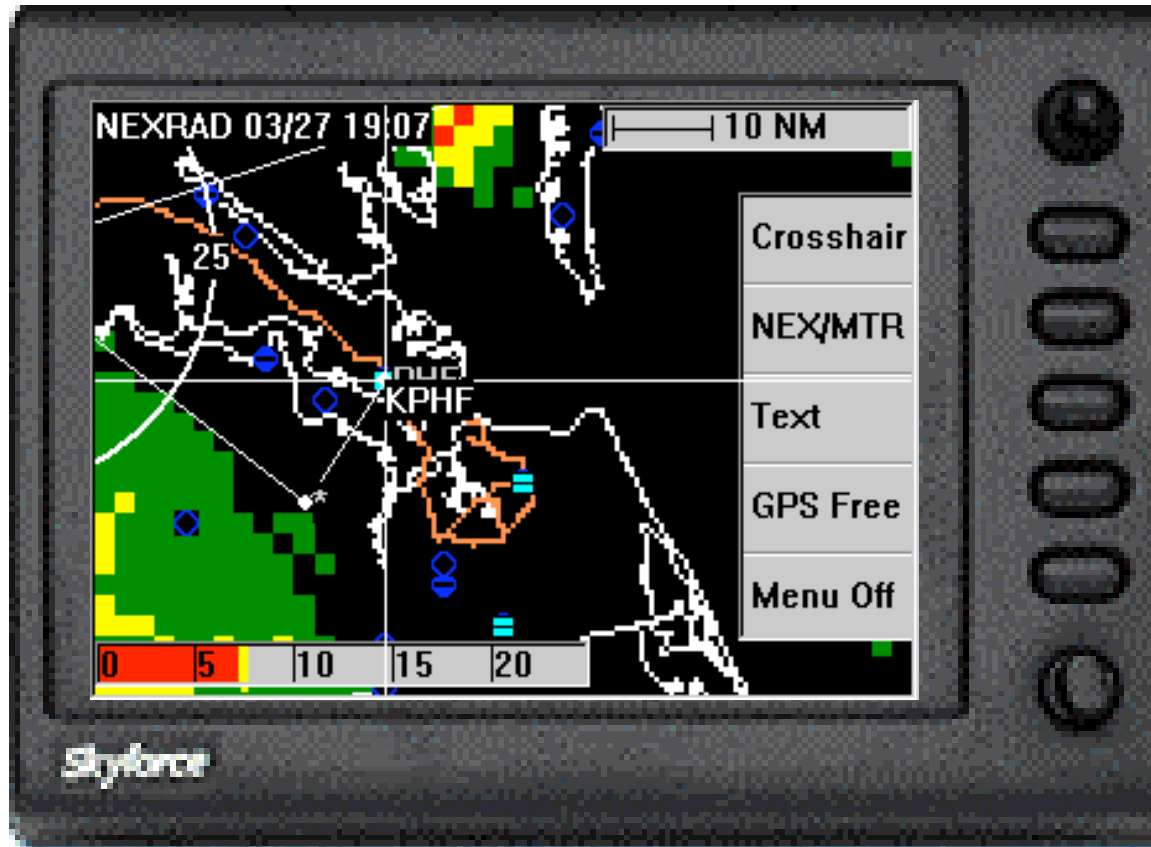 NEXRAD 03/27 19:07
10 NM
Crosshair
25
NEX/MTR
KPHF
Text
*
GPS Free
Menu Off
0 5 10 15 20
Skyforce